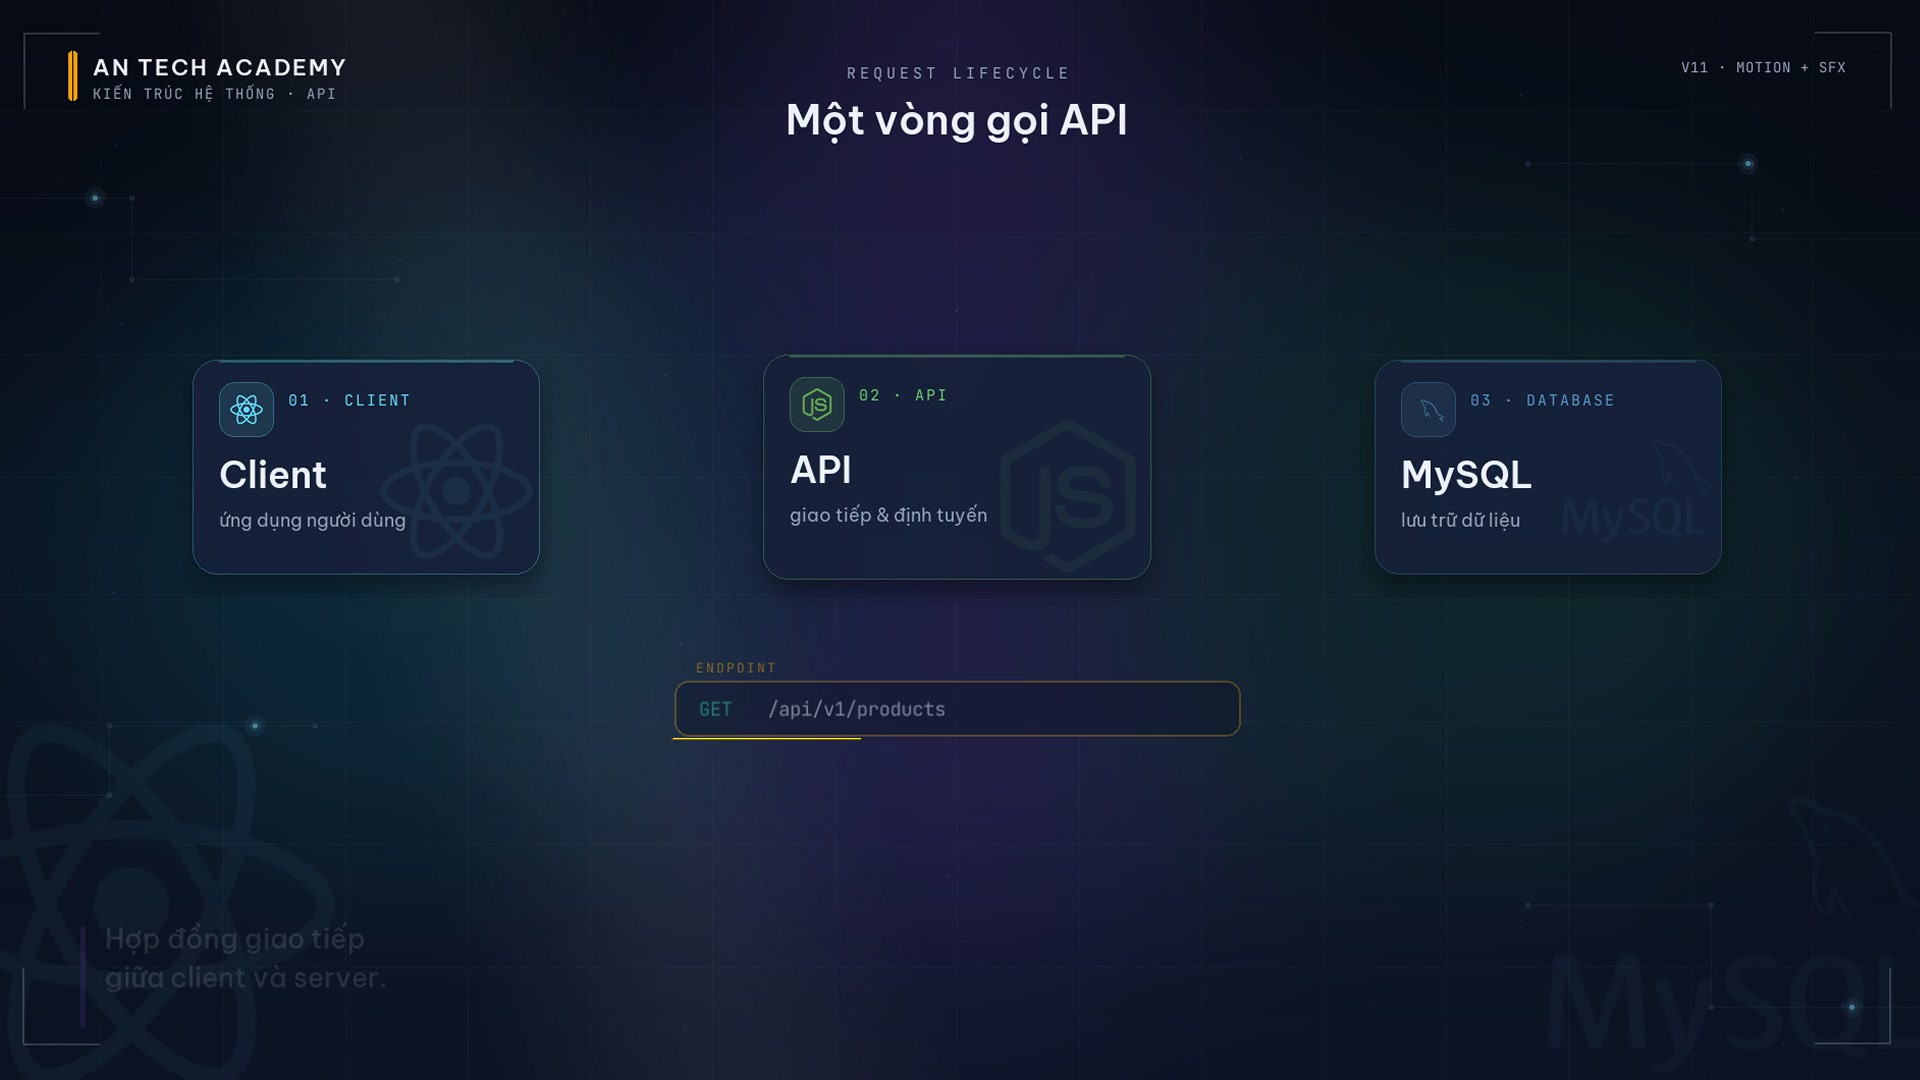 AN TECH ACADEMY
KIẾN TRÚC HỆ THỐNG · API
REQUEST LIFECYCLE
Một vòng gọi API
V11 · MOTION + SFX
01 · CLIENT
Client
ứng dụng người dùng
JS
02 · API
API
giao tiếp & định tuyến
JS
03 · DATABASE
MySQL
lưu trữ dữ liệu
MySQL
ENDPOINT
GET /api/v1/products
Hợp đồng giao tiếp
giữa client và server.
MySQL